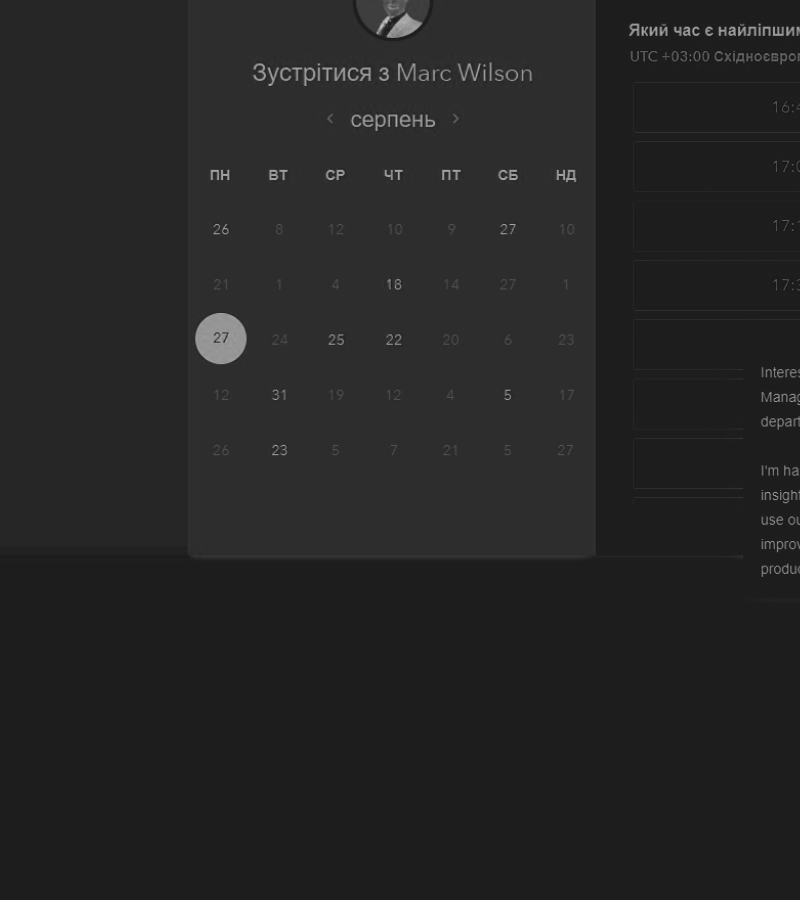 Зустрітися з Marc Wilson
< серпень >
ПН ВТ СР ЧТ ПТ СБ НД
26 8 12 10 9 27 10
21 1 4 18 14 27 1
27 24 25 22 20 6 23
12 31 19 12 4 5 17
26 23 5 7 21 5 27
Який час є найліпшим
UTC +03:00 Східноєвро
16:4
17:0
17:1
17:3
Interes
Manag
depart
I'm ha
insight
use ou
improv
produc